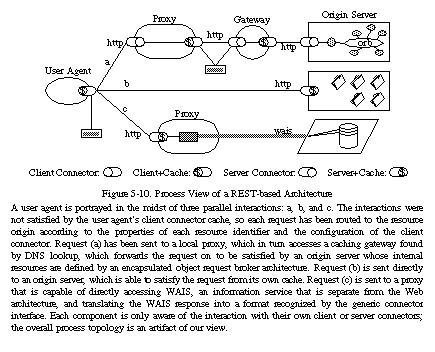 Proxy
Gateway
Origin Server
http
http
http
orb
a
User Agent
b
http
c
Proxy
http
wais
Client Connector:
Client+Cache:
Server Connector:
Server+Cache:
Figure 5-10. Process View of a REST-based Architecture
A user agent is portrayed in the midst of three parallel interactions: a, b, and c. The interactions
were not satisfied by the user agent's client connector cache, so each request has been routed to the resource
origin according to the properties of each resource identifier and the configuration of the client
connector. Request (a) has been sent to a local proxy, which in turn accesses a caching gateway found
by DNS lookup, which forwards the request on to be satisfied by an origin server whose internal
resources are defined by an encapsulated object request broker architecture. Request (b) is sent directly
to an origin server, which is able to satisfy the request from its own cache. Request (c) is sent to a proxy
that is capable of directly accessing WAIS, an information service that is separate from the Web
architecture, and translating the WAIS response into a format recognized by the generic connector
interface. Each component is only aware of the interaction with their own client or server connectors;
the overall process topology is an artifact of our view.